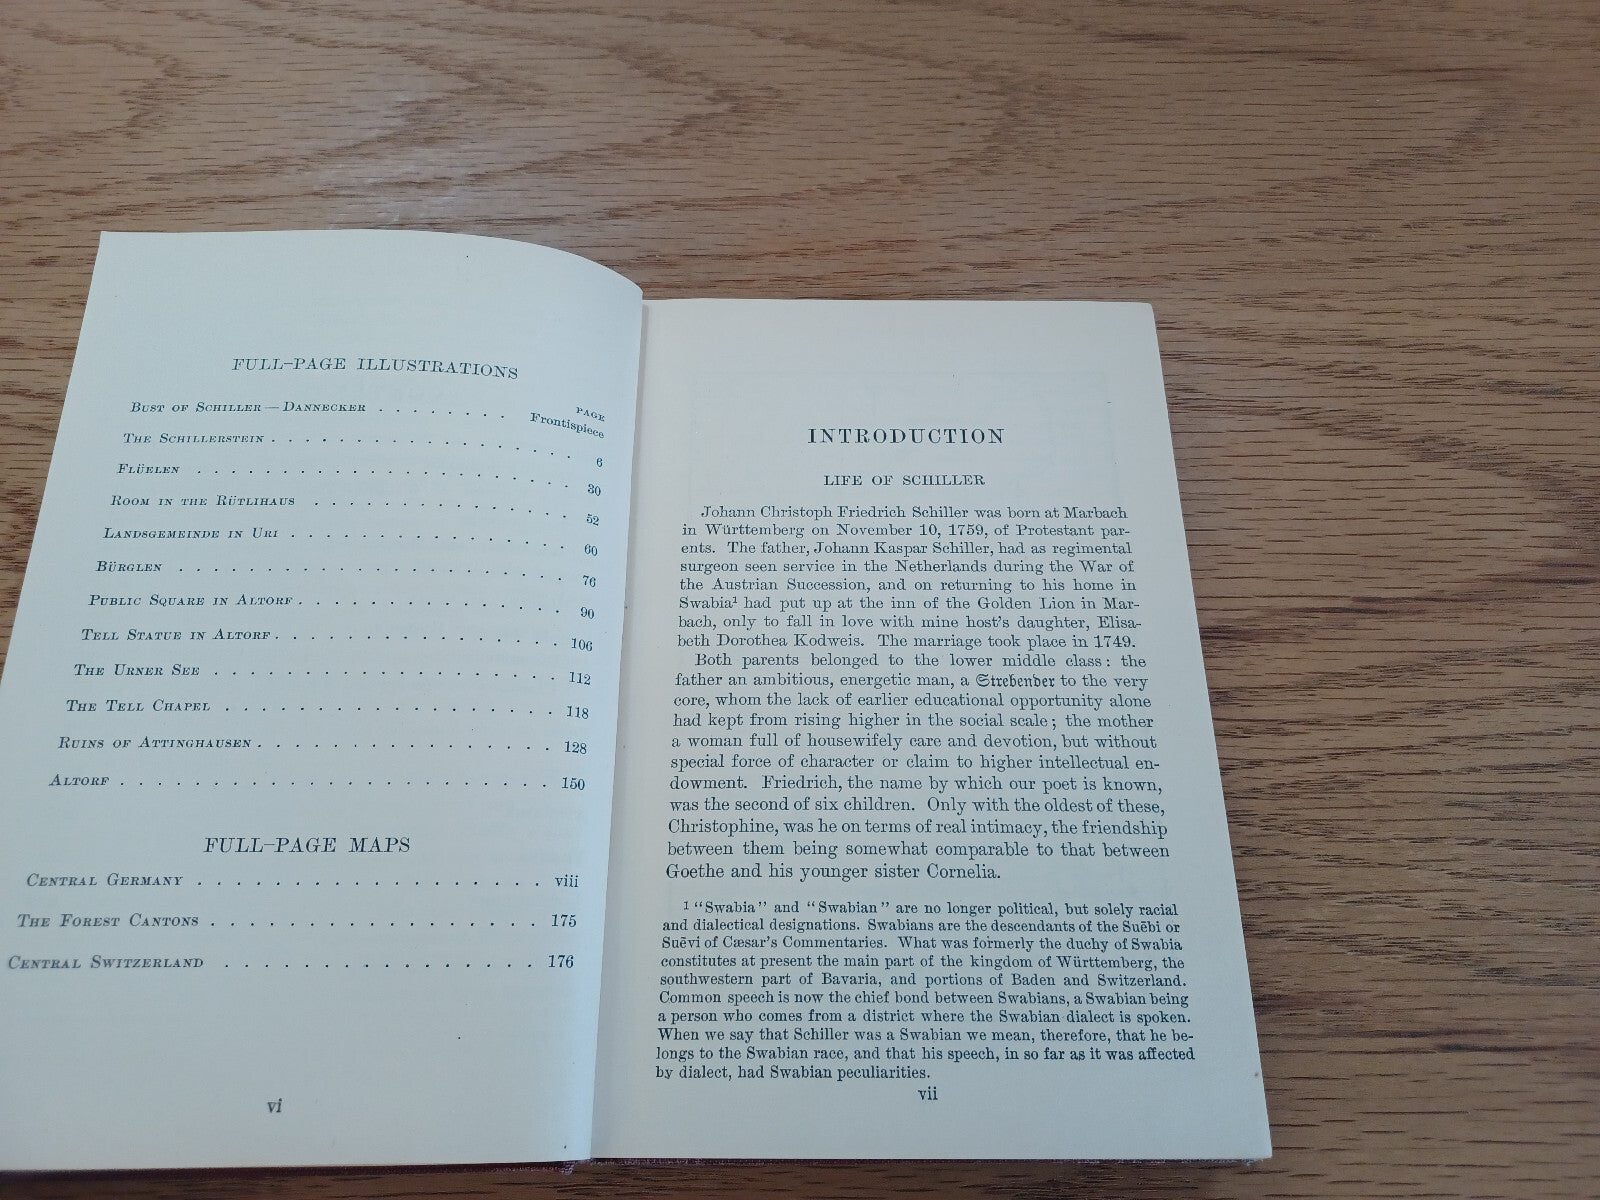 FULL–PAGE ILLUSTRATIONS
PAGE
BUST OF SCHILLER — DANNECKER . . . . . . . . Frontispiece
THE SCHILLERSTEIN . . . . . . . . . . . . . . . . 6
FLÜELEN . . . . . . . . . . . . . . . . . . . . 30
ROOM IN THE RÜTLIHAUS . . . . . . . . . . . . . . 52
LANDSGEMEINDE IN URI . . . . . . . . . . . . . . 60
BÜRGLEN . . . . . . . . . . . . . . . . . . . . 76
PUBLIC SQUARE IN ALTORF . . . . . . . . . . . . . . 90
TELL STATUE IN ALTORF . . . . . . . . . . . . . . 106
THE URNER SEE . . . . . . . . . . . . . . . . . 112
THE TELL CHAPEL . . . . . . . . . . . . . . . . 118
RUINS OF ATTINGHAUSEN . . . . . . . . . . . . . . 128
ALTORF . . . . . . . . . . . . . . . . . . . . 150
FULL–PAGE MAPS
CENTRAL GERMANY . . . . . . . . . . . . . . . . . viii
THE FOREST CANTONS . . . . . . . . . . . . . . . . 175
CENTRAL SWITZERLAND . . . . . . . . . . . . . . . 176
vi
INTRODUCTION
LIFE OF SCHILLER
Johann Christoph Friedrich Schiller was born at Marbach
in Württemberg on November 10, 1759, of Protestant par-
ents. The father, Johann Kaspar Schiller, had as regimental
surgeon seen service in the Netherlands during the War of
the Austrian Succession, and on returning to his home in
Swabia¹ had put up at the inn of the Golden Lion in Mar-
bach, only to fall in love with mine host's daughter, Elisa-
beth Dorothea Kodweis. The marriage took place in 1749.
Both parents belonged to the lower middle class: the
father an ambitious, energetic man, a Strebender to the very
core, whom the lack of earlier educational opportunity alone
had kept from rising higher in the social scale; the mother
a woman full of housewifely care and devotion, but without
special force of character or claim to higher intellectual en-
dowment. Friedrich, the name by which our poet is known,
was the second of six children. Only with the oldest of these,
Christophine, was he on terms of real intimacy, the friendship
between them being somewhat comparable to that between
Goethe and his younger sister Cornelia.
¹ "Swabia" and "Swabian" are no longer political, but solely racial
and dialectical designations. Swabians are the descendants of the Suēbi or
Suēvi of Cæsar's Commentaries. What was formerly the duchy of Swabia
constitutes at present the main part of the kingdom of Württemberg, the
southwestern part of Bavaria, and portions of Baden and Switzerland.
Common speech is now the chief bond between Swabians, a Swabian being
a person who comes from a district where the Swabian dialect is spoken.
When we say that Schiller was a Swabian we mean, therefore, that he be-
longs to the Swabian race, and that his speech, in so far as it was affected
by dialect, had Swabian peculiarities.
vii